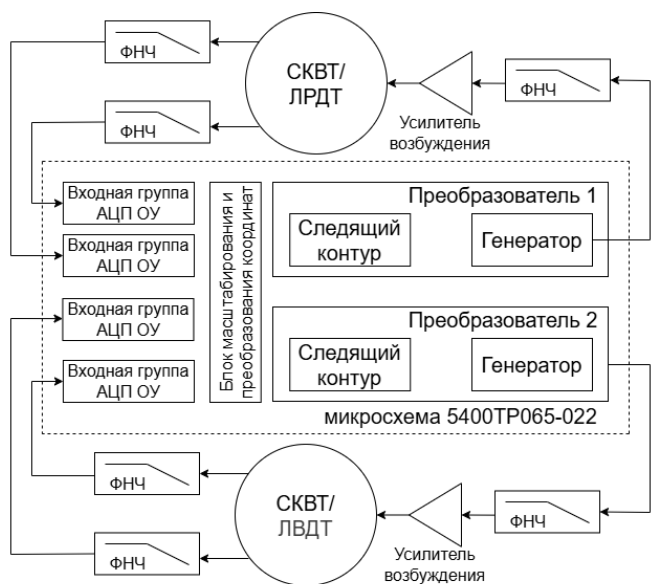 ФНЧ
СКВТ/
ЛРДТ
ФНЧ
Усилитель
возбуждения
ФНЧ
Входная группа
АЦП ОУ
Входная группа
АЦП ОУ
Входная группа
АЦП ОУ
Входная группа
АЦП ОУ
Блок масштабирования и
преобразования координат
Преобразователь 1
Следящий
контур
Генератор
Преобразователь 2
Следящий
контур
Генератор
микросхема 5400ТР065-022
ФНЧ
СКВТ/
ЛВДТ
ФНЧ
Усилитель
возбуждения
ФНЧ